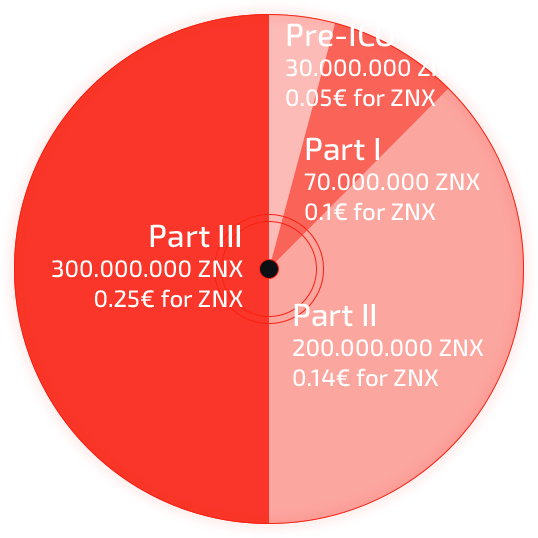 Pre-ICO
30.000.000 ZNX
0.05€ for ZNX
Part I
70.000.000 ZNX
0.1€ for ZNX
Part III
300.000.000 ZNX
0.25€ for ZNX
Part II
200.000.000 ZNX
0.14€ for ZNX